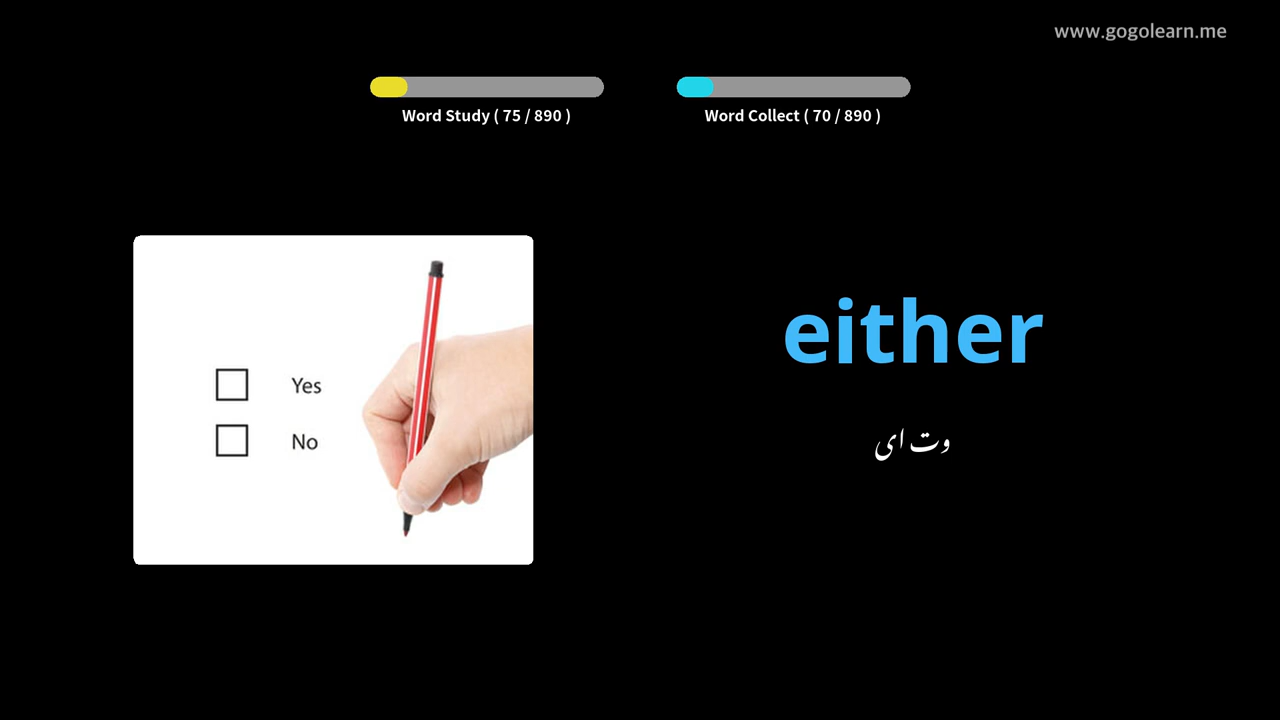 www.gogolearn.me
Word Study ( 75 / 890 )
Word Collect ( 70 / 890 )
Yes
No
either
وت ای